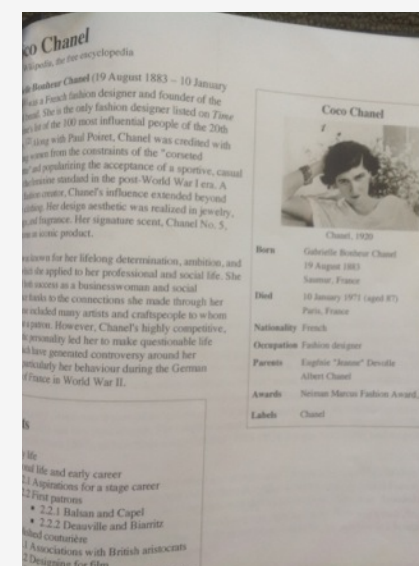 co Chanel
Wikipedia, the free encyclopedia
Bonheur Chanel (19 August 1883 – 10 January
was a French fashion designer and founder of the
brand. She is the only fashion designer listed on Time
list of the 100 most influential people of the 20th
Along with Paul Poiret, Chanel was credited with
women from the constraints of the "corseted
and popularizing the acceptance of a sportive, casual
feminine standard in the post-World War I era. A
fashion creator, Chanel's influence extended beyond
clothing. Her design aesthetic was realized in jewelry,
and fragrance. Her signature scent, Chanel No. 5,
iconic product.
known for her lifelong determination, ambition, and
she applied to her professional and social life. She
both success as a businesswoman and social
thanks to the connections she made through her
included many artists and craftspeople to whom
a patron. However, Chanel's highly competitive,
personality led her to make questionable life
have generated controversy around her
particularly her behaviour during the German
of France in World War II.
ts
life
nal life and early career
2.1 Aspirations for a stage career
2.2 First patrons
• 2.2.1 Balsan and Capel
• 2.2.2 Deauville and Biarritz
couturière
Associations with British aristocrats
2 Designing for film
Coco Chanel
Chanel, 1920
Born Gabrielle Bonheur Chanel
19 August 1883
Saumur, France
Died 10 January 1971 (aged 87)
Paris, France
Nationality French
Occupation Fashion designer
Parents Eugénie "Jeanne" Devolle
Albert Chanel
Awards Neiman Marcus Fashion Award,
Labels Chanel